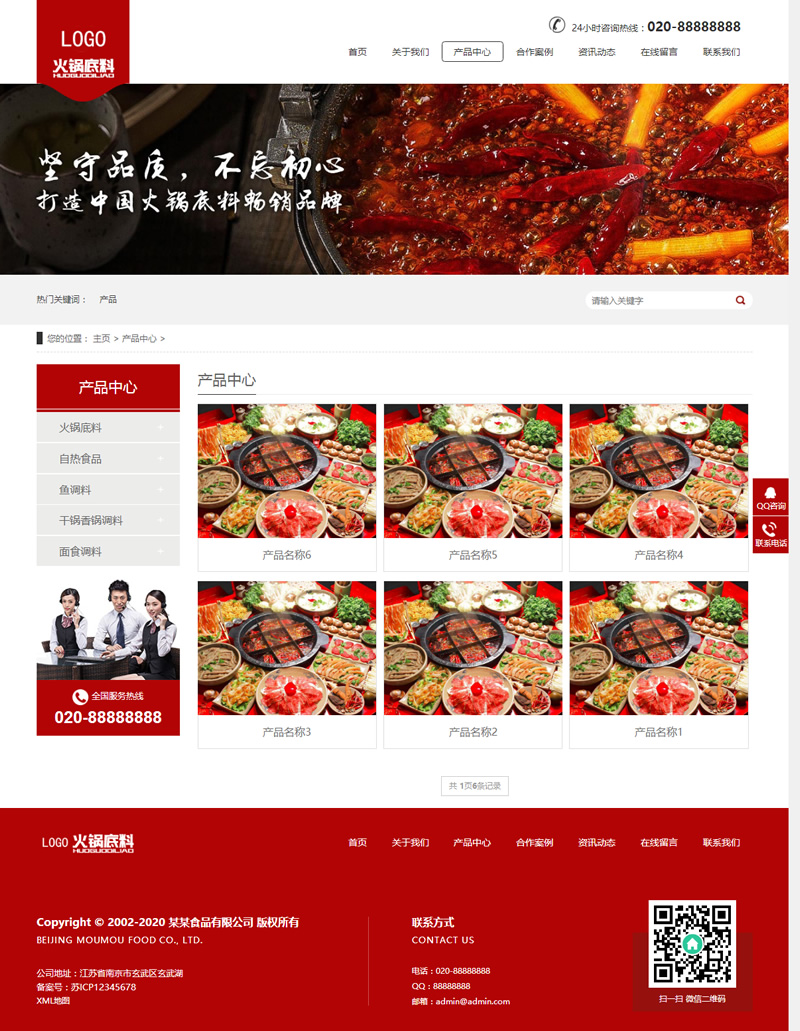 LOGO
火锅底料
HUOGUODILIAO
24小时咨询热线：020-88888888
首页 关于我们 产品中心 合作案例 资讯动态 在线留言 联系我们
坚守品质，不忘初心
打造中国火锅底料畅销品牌
热门关键词： 产品
请输入关键字
您的位置： 主页 > 产品中心 >
产品中心
火锅底料 +
自热食品 +
鱼调料 +
干锅香锅调料 +
面食调料 +
全国服务热线
020-88888888
产品中心
产品名称6 产品名称5 产品名称4
产品名称3 产品名称2 产品名称1
共 1页6条记录
QQ咨询
联系电话
LOGO 火锅底料
HUOGUODILIAO
首页 关于我们 产品中心 合作案例 资讯动态 在线留言 联系我们
Copyright © 2002-2020 某某食品有限公司 版权所有
BEIJING MOUMOU FOOD CO., LTD.
公司地址：江苏省南京市玄武区玄武湖
备案号：苏ICP12345678
XML地图
联系方式
CONTACT US
电话：020-88888888
QQ：88888888
邮箱：admin@admin.com
扫一扫 微信二维码